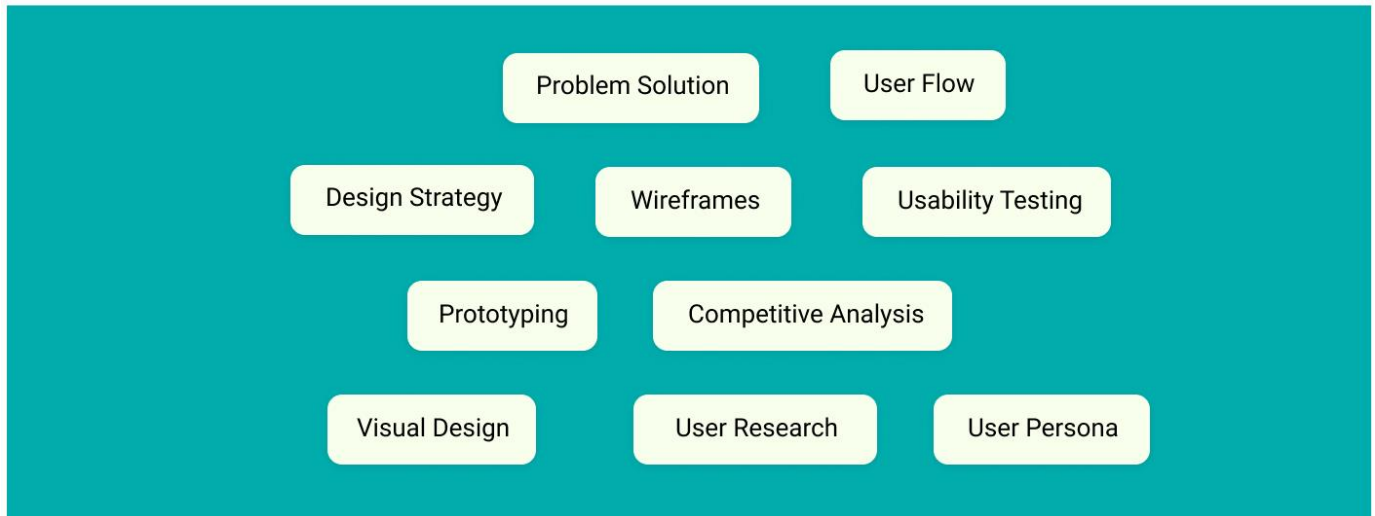 Problem Solution
User Flow
Design Strategy
Wireframes
Usability Testing
Prototyping
Competitive Analysis
Visual Design
User Research
User Persona